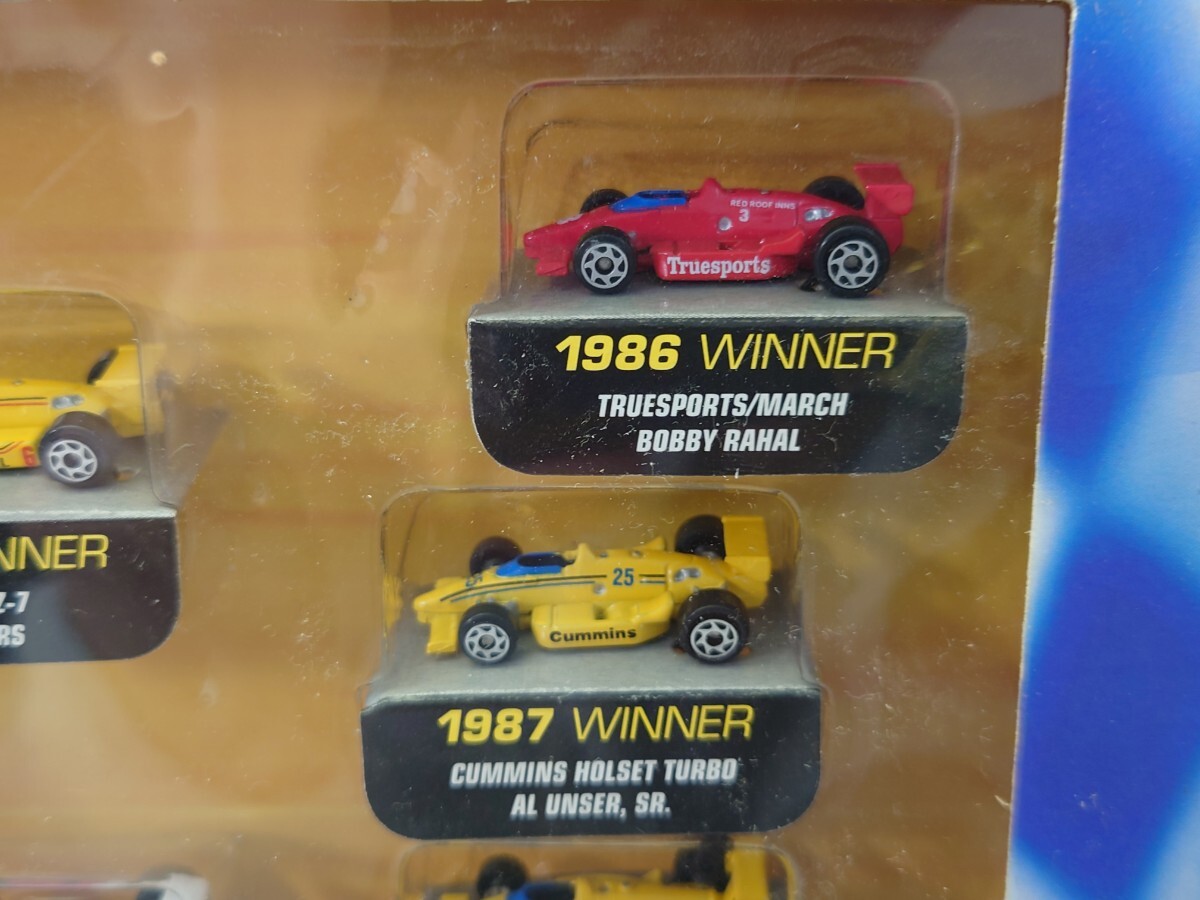 RED ROOF INNS
3
Truesports
1986 WINNER
TRUESPORTS/MARCH
BOBBY RAHAL
6
25
Cummins
1987 WINNER
CUMMINS HOLSET TURBO
AL UNSER, SR.